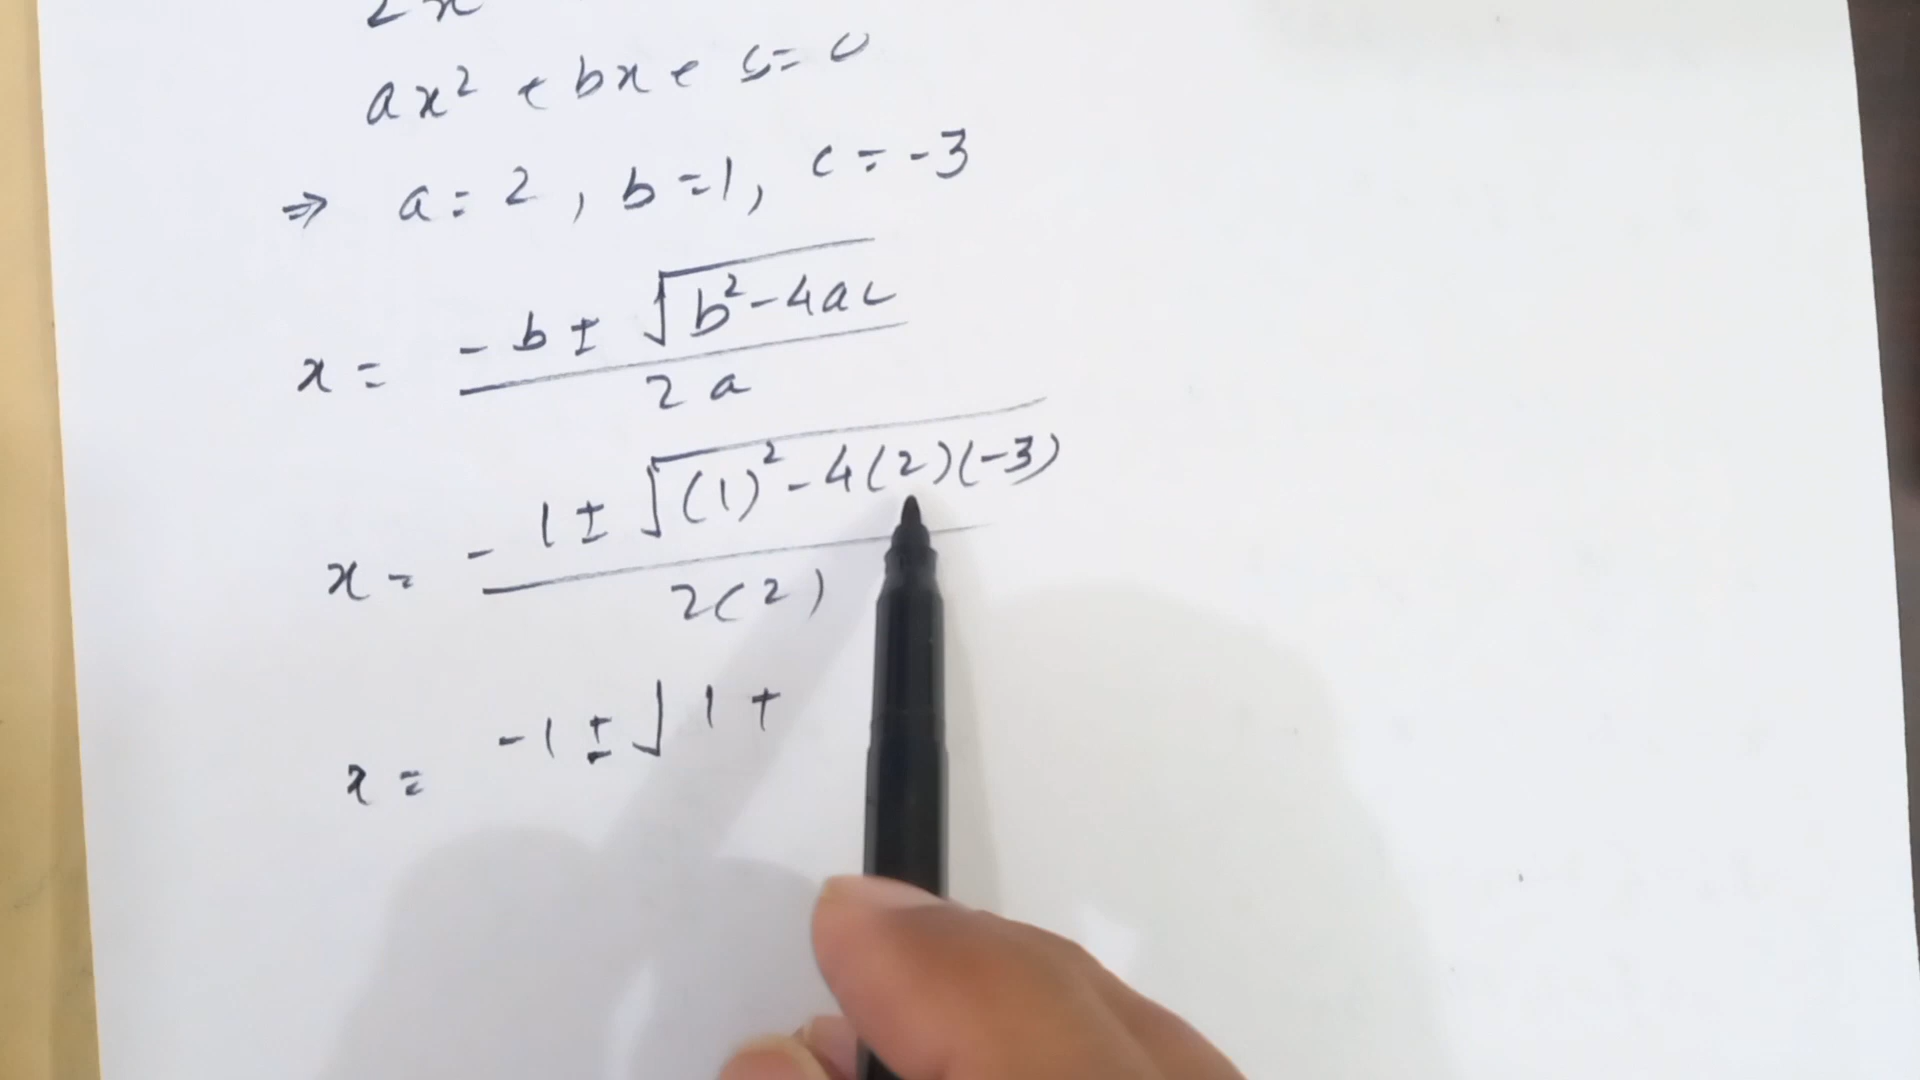 2x
ax² + bx + c = 0
⇒ a = 2 , b = 1, c = -3
x = (-b ± √(b² - 4ac)) / 2a
x = (-1 ± √((1)² - 4(2)(-3))) / 2(2)
x = -1 ± √ 1 +